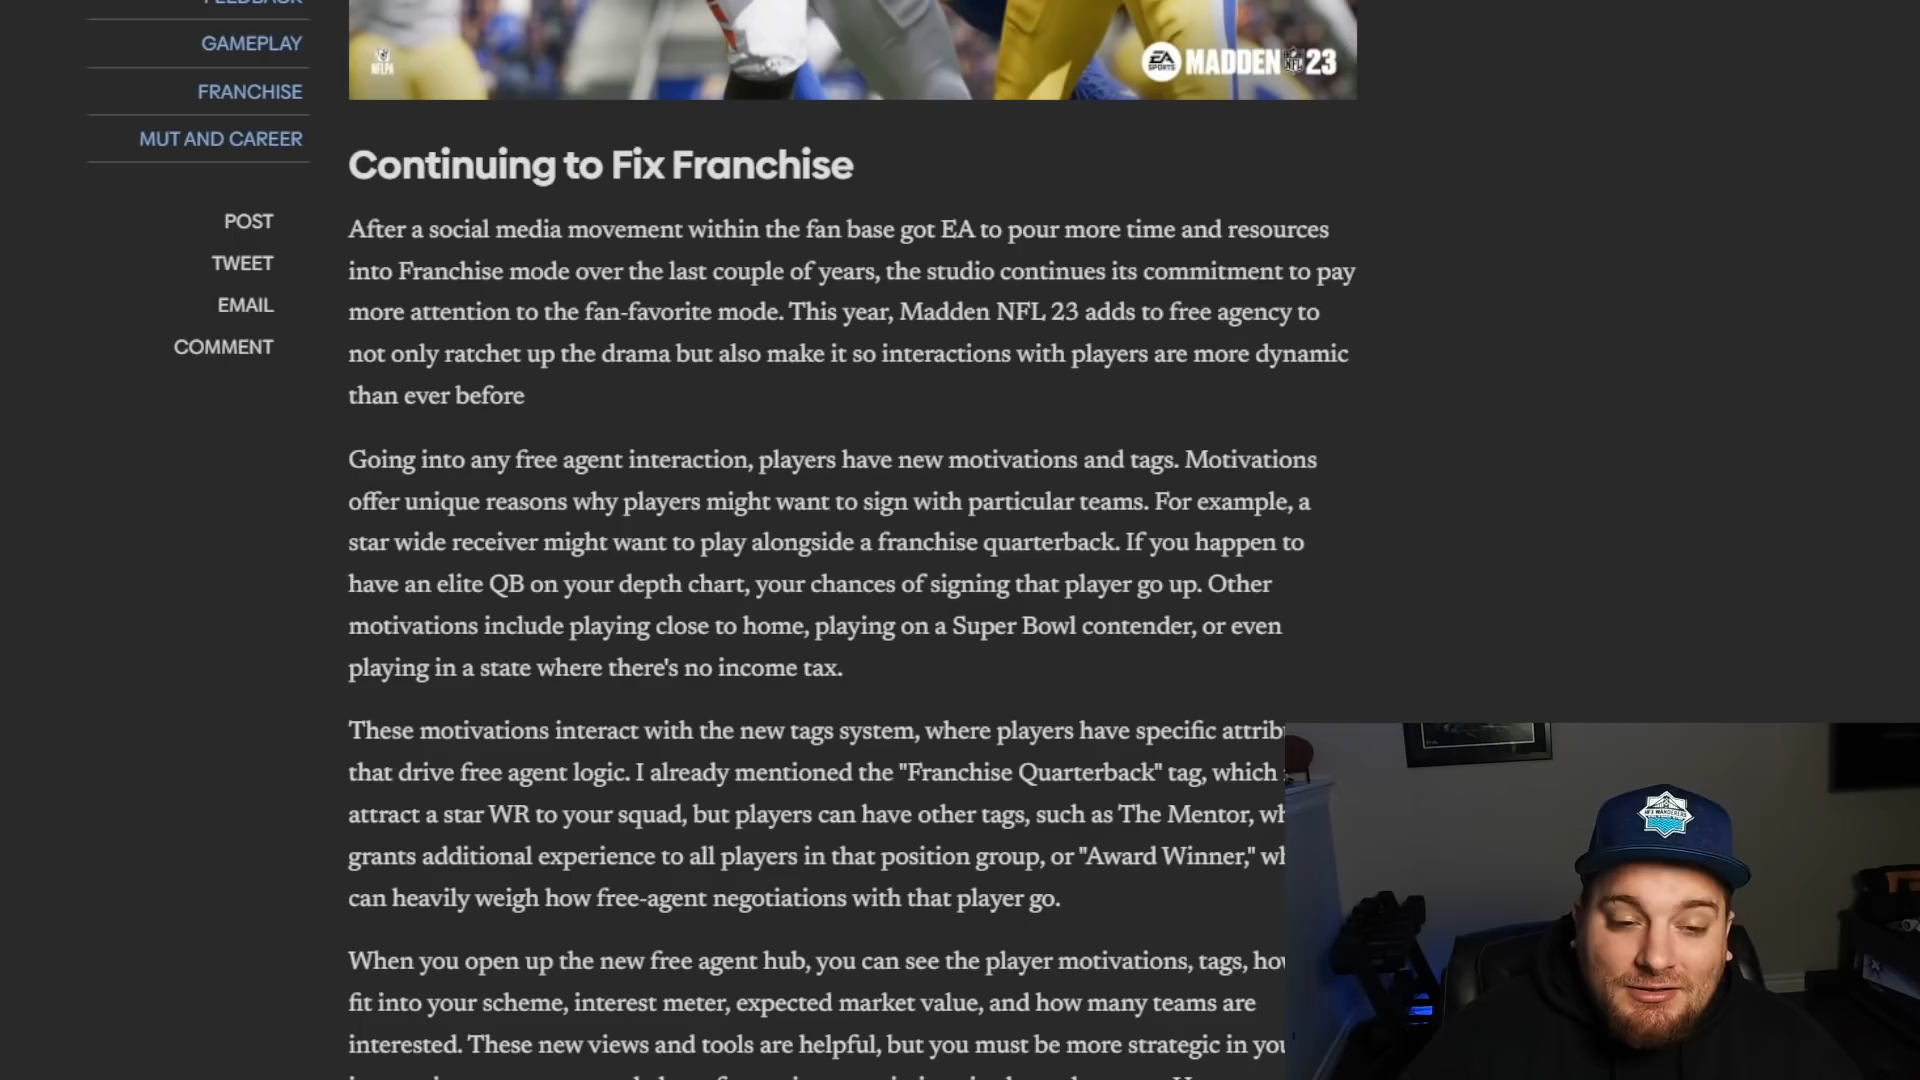 GAMEPLAY
FRANCHISE
MUT AND CAREER
POST
TWEET
EMAIL
COMMENT
NFLPA
EA SPORTS MADDEN NFL 23
Continuing to Fix Franchise
After a social media movement within the fan base got EA to pour more time and resources
into Franchise mode over the last couple of years, the studio continues its commitment to pay
more attention to the fan-favorite mode. This year, Madden NFL 23 adds to free agency to
not only ratchet up the drama but also make it so interactions with players are more dynamic
than ever before
Going into any free agent interaction, players have new motivations and tags. Motivations
offer unique reasons why players might want to sign with particular teams. For example, a
star wide receiver might want to play alongside a franchise quarterback. If you happen to
have an elite QB on your depth chart, your chances of signing that player go up. Other
motivations include playing close to home, playing on a Super Bowl contender, or even
playing in a state where there's no income tax.
These motivations interact with the new tags system, where players have specific
that drive free agent logic. I already mentioned the "Franchise Quarterback" tag, which
attract a star WR to your squad, but players can have other tags, such as The Mentor,
grants additional experience to all players in that position group, or "Award Winner,"
can heavily weigh how free-agent negotiations with that player go.
When you open up the new free agent hub, you can see the player motivations, tags,
fit into your scheme, interest meter, expected market value, and how many teams are
interested. These new views and tools are helpful, but you must be more strategic in